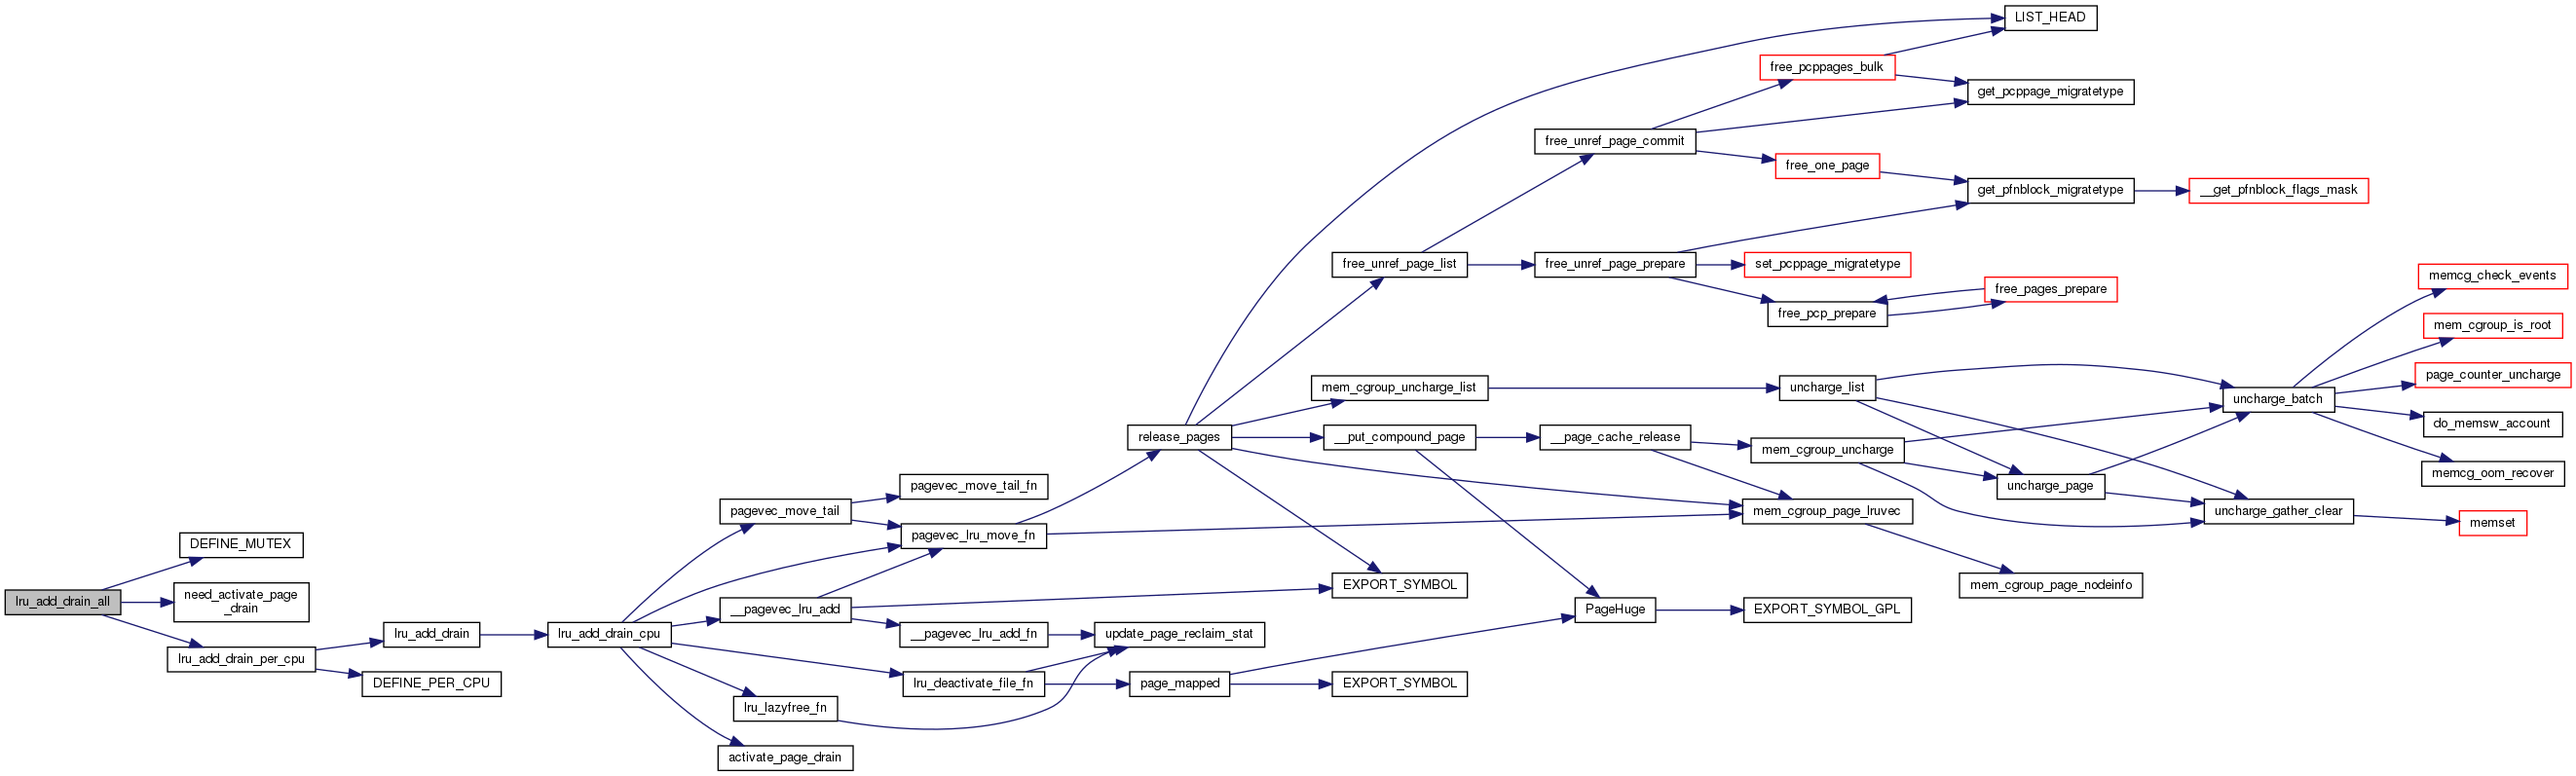 LIST_HEAD
free_pcppages_bulk
get_pcppage_migratetype
free_unref_page_commit
free_one_page
get_pfnblock_migratetype
__get_pfnblock_flags_mask
free_unref_page_list
free_unref_page_prepare
set_pcppage_migratetype
memcg_check_events
free_pages_prepare
free_pcp_prepare
mem_cgroup_is_root
page_counter_uncharge
mem_cgroup_uncharge_list
uncharge_list
uncharge_batch
do_memsw_account
release_pages
__put_compound_page
__page_cache_release
mem_cgroup_uncharge
memcg_oom_recover
pagevec_move_tail_fn
uncharge_page
pagevec_move_tail
mem_cgroup_page_lruvec
uncharge_gather_clear
memset
DEFINE_MUTEX
pagevec_lru_move_fn
EXPORT_SYMBOL
mem_cgroup_page_nodeinfo
lru_add_drain_all
need_activate_page
_drain
__pagevec_lru_add
PageHuge
EXPORT_SYMBOL_GPL
lru_add_drain
lru_add_drain_cpu
__pagevec_lru_add_fn
update_page_reclaim_stat
lru_add_drain_per_cpu
DEFINE_PER_CPU
lru_deactivate_file_fn
page_mapped
EXPORT_SYMBOL
lru_lazyfree_fn
activate_page_drain